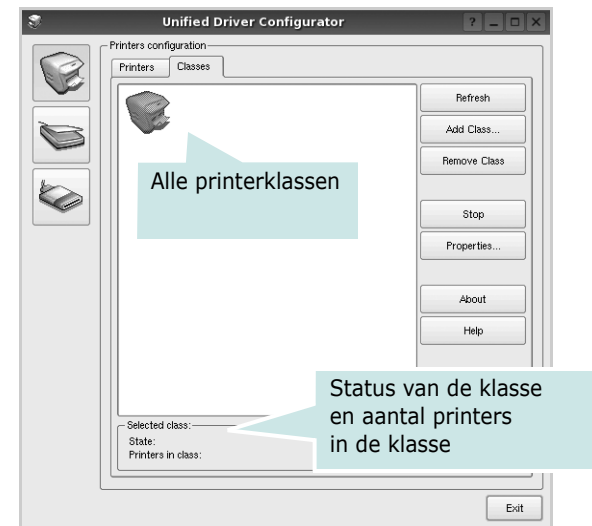 Unified Driver Configurator
Printers configuration
Printers
Classes
Refresh
Add Class...
Remove Class
Stop
Properties...
About
Help
Alle printerklassen
Status van de klasse
en aantal printers
in de klasse
Selected class:
State:
Printers in class:
Exit